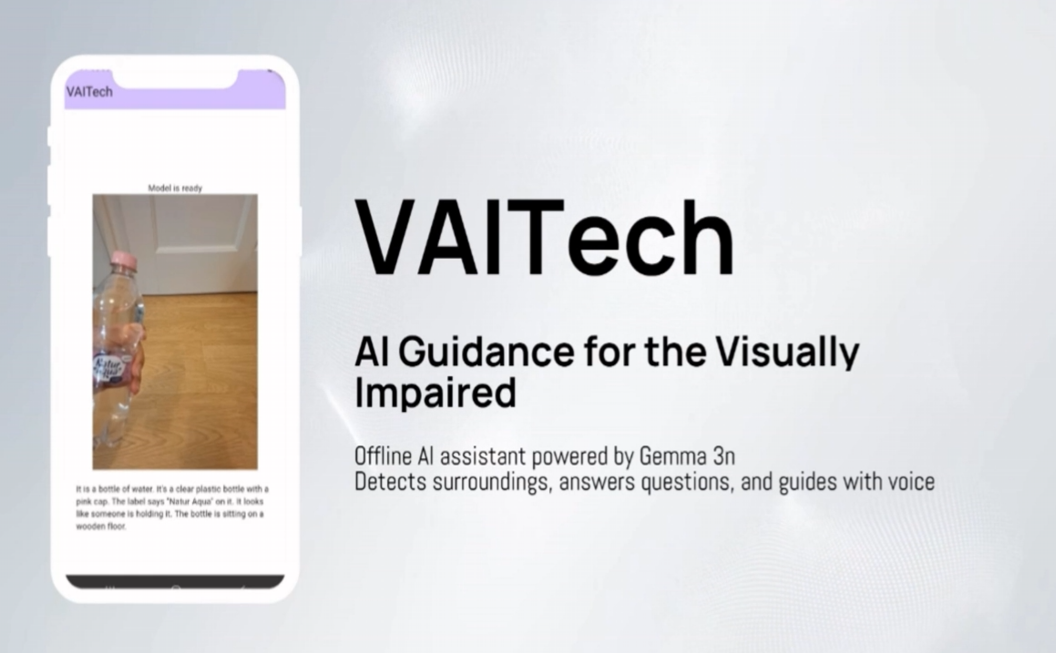 VAITech
Model is ready
It is a bottle of water. It's a clear plastic bottle with a
pink cap. The label says "Natur Aqua" on it. It looks
like someone is holding it. The bottle is sitting on a
wooden floor.
VAITech
AI Guidance for the Visually
Impaired
Offline AI assistant powered by Gemma 3n
Detects surroundings, answers questions, and guides with voice